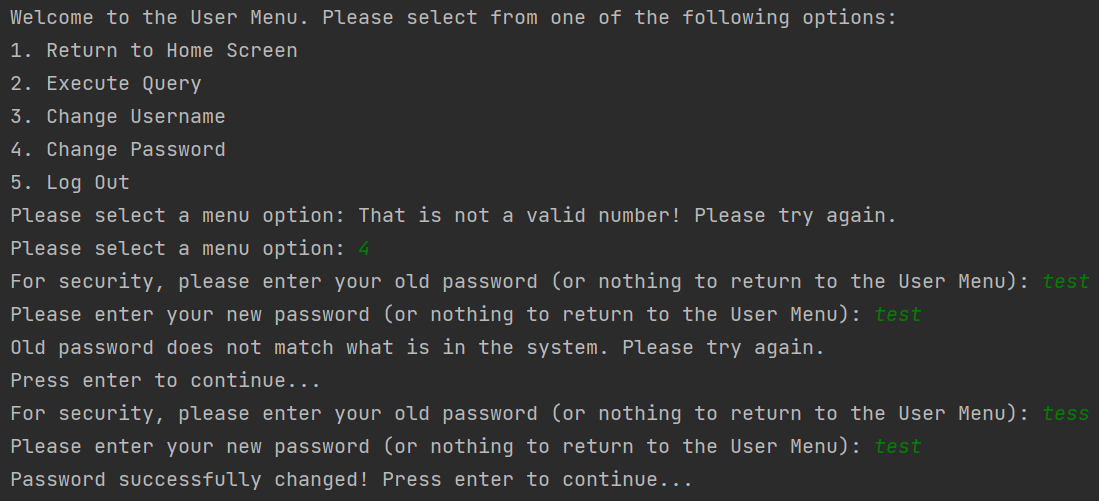 Welcome to the User Menu. Please select from one of the following options:
1. Return to Home Screen
2. Execute Query
3. Change Username
4. Change Password
5. Log Out
Please select a menu option: That is not a valid number! Please try again.
Please select a menu option: 4
For security, please enter your old password (or nothing to return to the User Menu): test
Please enter your new password (or nothing to return to the User Menu): test
Old password does not match what is in the system. Please try again.
Press enter to continue...
For security, please enter your old password (or nothing to return to the User Menu): tess
Please enter your new password (or nothing to return to the User Menu): test
Password successfully changed! Press enter to continue...